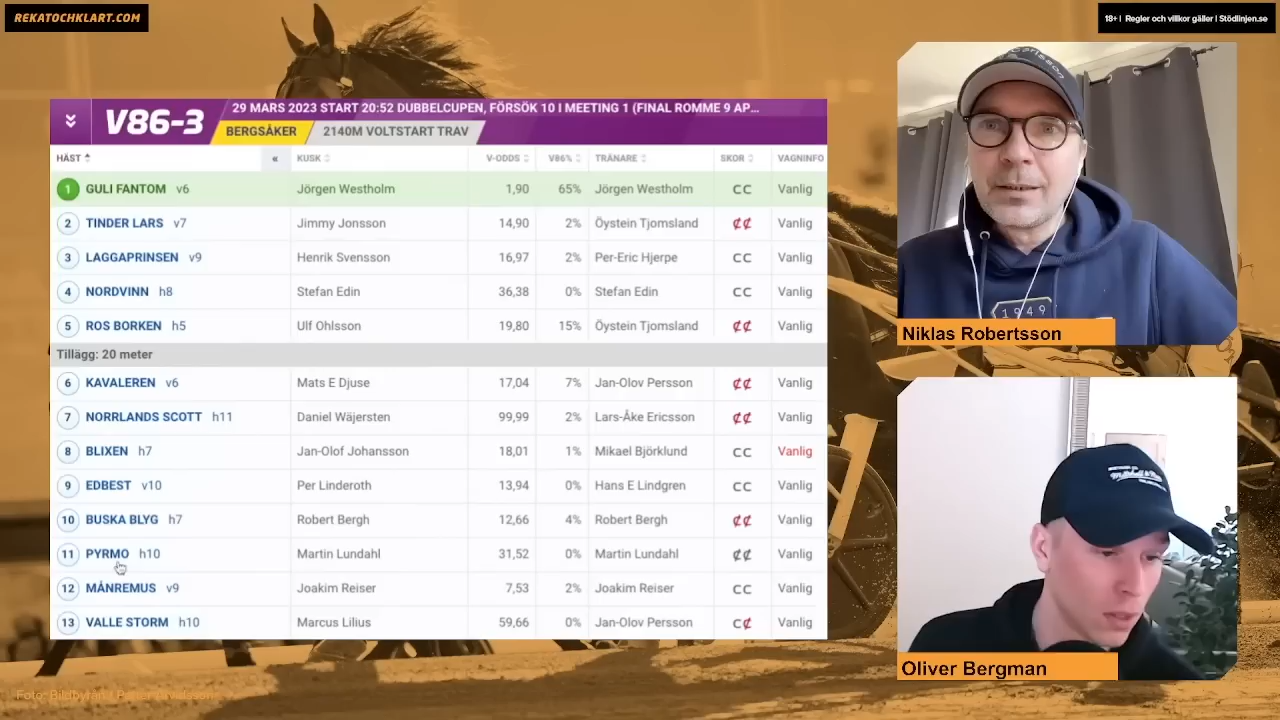 REKATOCHKLART.COM
18+ | Regler och villkor gäller | Stödlinjen.se
V86-3
29 MARS 2023 START 20:52 DUBBELCUPEN, FÖRSÖK 10 I MEETING 1 (FINAL ROMME 9 AP...
BERGSÅKER 2140M VOLTSTART TRAV
HÄST « KUSK V-ODDS V86% TRÄNARE SKOR VAGNINFO
1 GULI FANTOM v6 Jörgen Westholm 1,90 65% Jörgen Westholm CC Vanlig
2 TINDER LARS v7 Jimmy Jonsson 14,90 2% Öystein Tjomsland ₵₵ Vanlig
3 LAGGAPRINSEN v9 Henrik Svensson 16,97 2% Per-Eric Hjerpe CC Vanlig
4 NORDVINN h8 Stefan Edin 36,38 0% Stefan Edin CC Vanlig
5 ROS BORKEN h5 Ulf Ohlsson 19,80 15% Öystein Tjomsland ₵₵ Vanlig
Tillägg: 20 meter
6 KAVALEREN v6 Mats E Djuse 17,04 7% Jan-Olov Persson ₵₵ Vanlig
7 NORRLANDS SCOTT h11 Daniel Wäjersten 99,99 2% Lars-Åke Ericsson ₵₵ Vanlig
8 BLIXEN h7 Jan-Olof Johansson 18,01 1% Mikael Björklund CC Vanlig
9 EDBEST v10 Per Linderoth 13,94 0% Hans E Lindgren CC Vanlig
10 BUSKA BLYG h7 Robert Bergh 12,66 4% Robert Bergh ₵₵ Vanlig
11 PYRMO h10 Martin Lundahl 31,52 0% Martin Lundahl ₵₵ Vanlig
12 MÅNREMUS v9 Joakim Reiser 7,53 2% Joakim Reiser CC Vanlig
13 VALLE STORM h10 Marcus Lilius 59,66 0% Jan-Olov Persson C₵ Vanlig
1949
Niklas Robertsson
Oliver Bergman